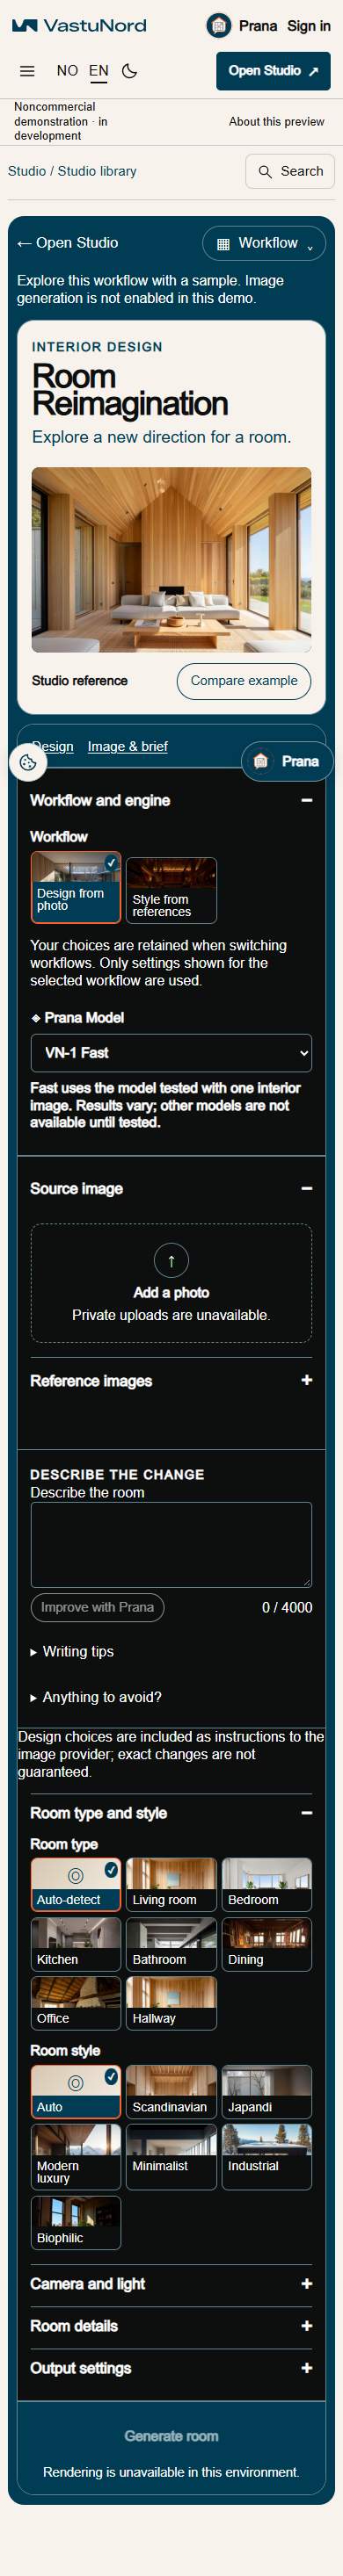 VastuNord
Prana Sign in
NO EN
Open Studio ↗
Noncommercial
demonstration · in
development
About this preview
Studio / Studio library
Search
← Open Studio
Workflow
Explore this workflow with a sample. Image
generation is not enabled in this demo.
INTERIOR DESIGN
Room
Reimagination
Explore a new direction for a room.
Studio reference
Compare example
Design Image & brief
Prana
Workflow and engine
Workflow
Design from
photo
Style from
references
Your choices are retained when switching
workflows. Only settings shown for the
selected workflow are used.
Prana Model
VN-1 Fast
Fast uses the model tested with one interior
image. Results vary; other models are not
available until tested.
Source image
Add a photo
Private uploads are unavailable.
Reference images
DESCRIBE THE CHANGE
Describe the room
Improve with Prana
0 / 4000
Writing tips
Anything to avoid?
Design choices are included as instructions to the
image provider; exact changes are not
guaranteed.
Room type and style
Room type
Auto-detect
Living room
Bedroom
Kitchen
Bathroom
Dining
Office
Hallway
Room style
Auto
Scandinavian
Japandi
Modern
luxury
Minimalist
Industrial
Biophilic
Camera and light
Room details
Output settings
Generate room
Rendering is unavailable in this environment.